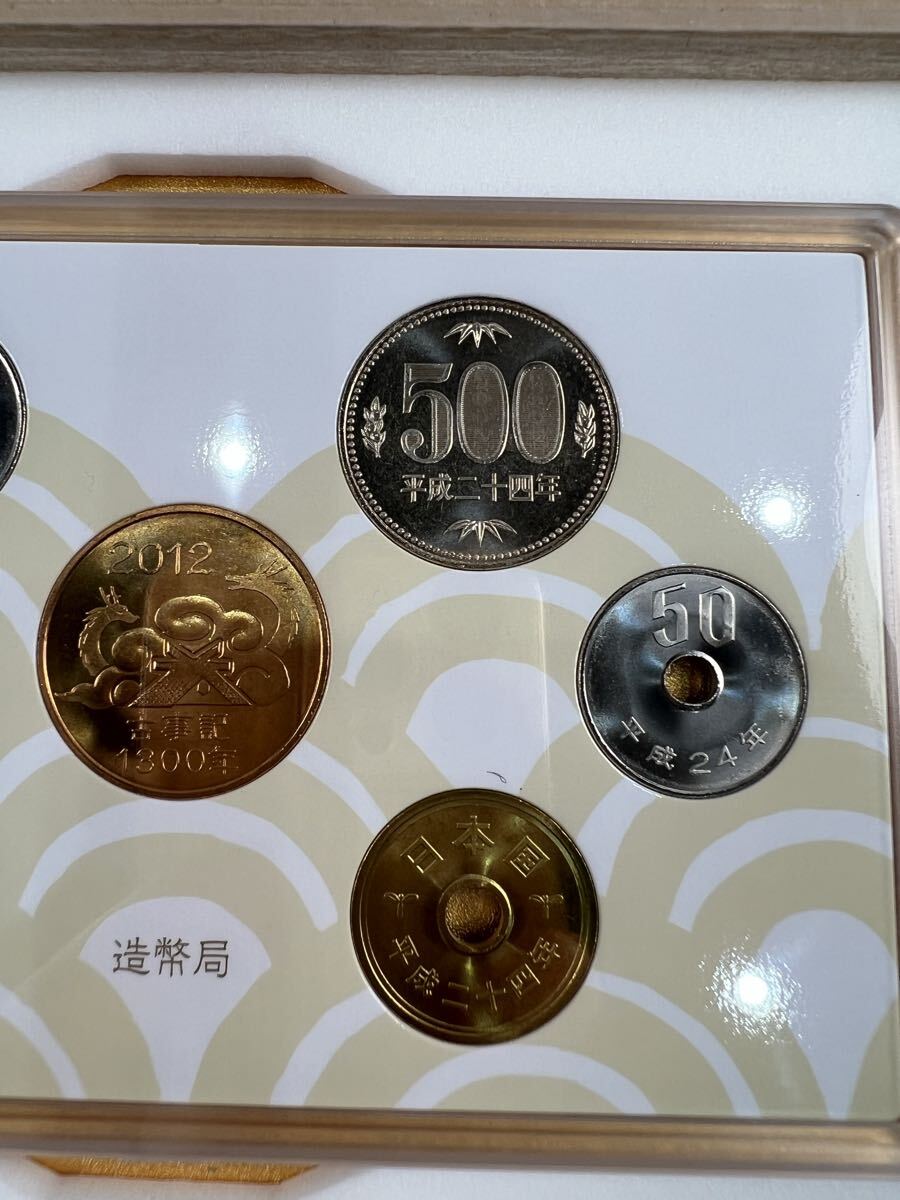 500
平成二十四年
2012
古事記
1300年
50
平成24年
日本国
平成二十四年
造幣局